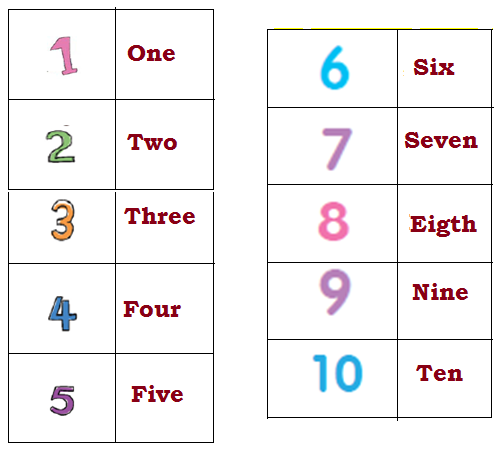 1 One
2 Two
3 Three
4 Four
5 Five
6 Six
7 Seven
8 Eigth
9 Nine
10 Ten